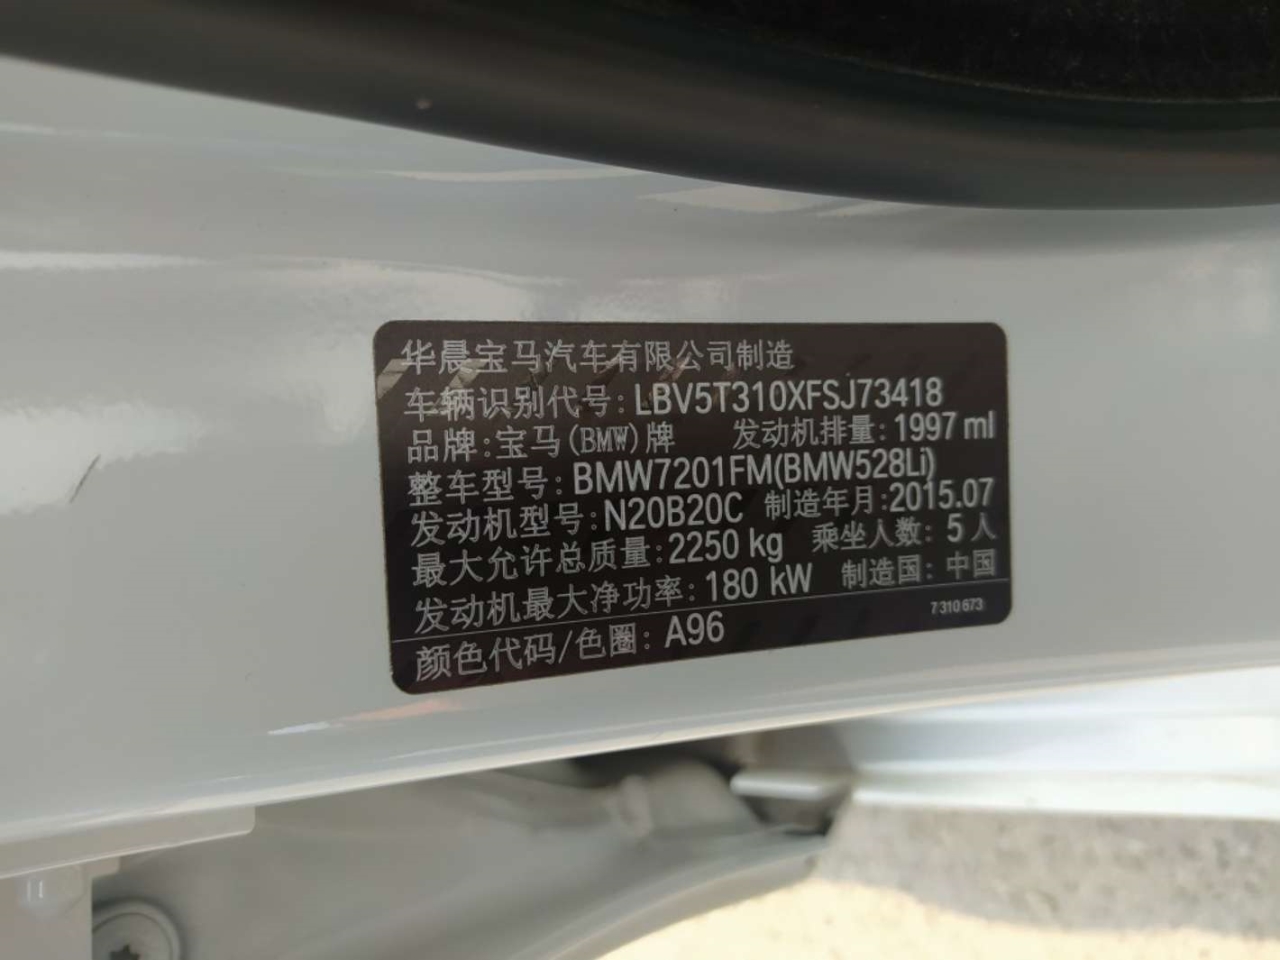 华晨宝马汽车有限公司制造
车辆识别代号: LBV5T310XFSJ73418
品牌: 宝马(BMW)牌 发动机排量: 1997 ml
整车型号: BMW7201FM(BMW528Li)
发动机型号: N20B20C 制造年月: 2015.07
最大允许总质量: 2250 kg 乘坐人数: 5 人
发动机最大净功率: 180 kW 制造国: 中国
7 310 673
颜色代码/色圈: A96